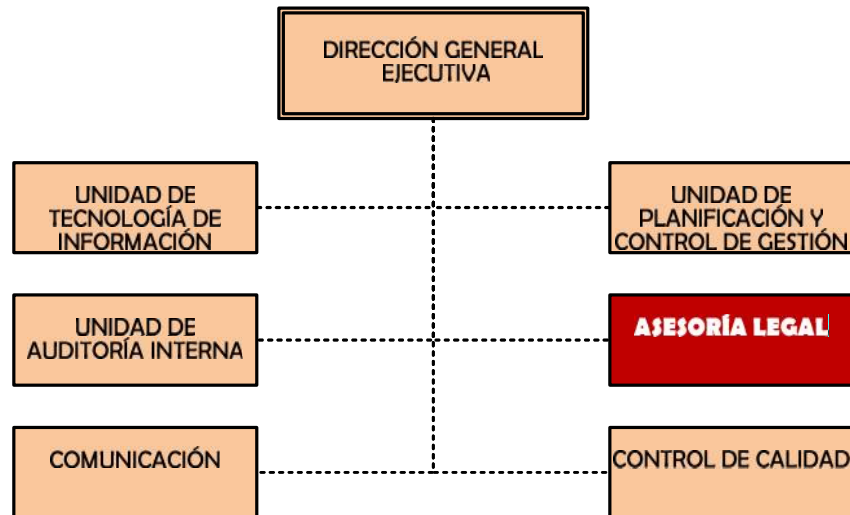 DIRECCIÓN GENERAL
EJECUTIVA
UNIDAD DE
TECNOLOGÍA DE
INFORMACIÓN
UNIDAD DE
PLANIFICACIÓN Y
CONTROL DE GESTIÓN
UNIDAD DE
AUDITORÍA INTERNA
ASESORÍA LEGAL
COMUNICACIÓN
CONTROL DE CALIDAD